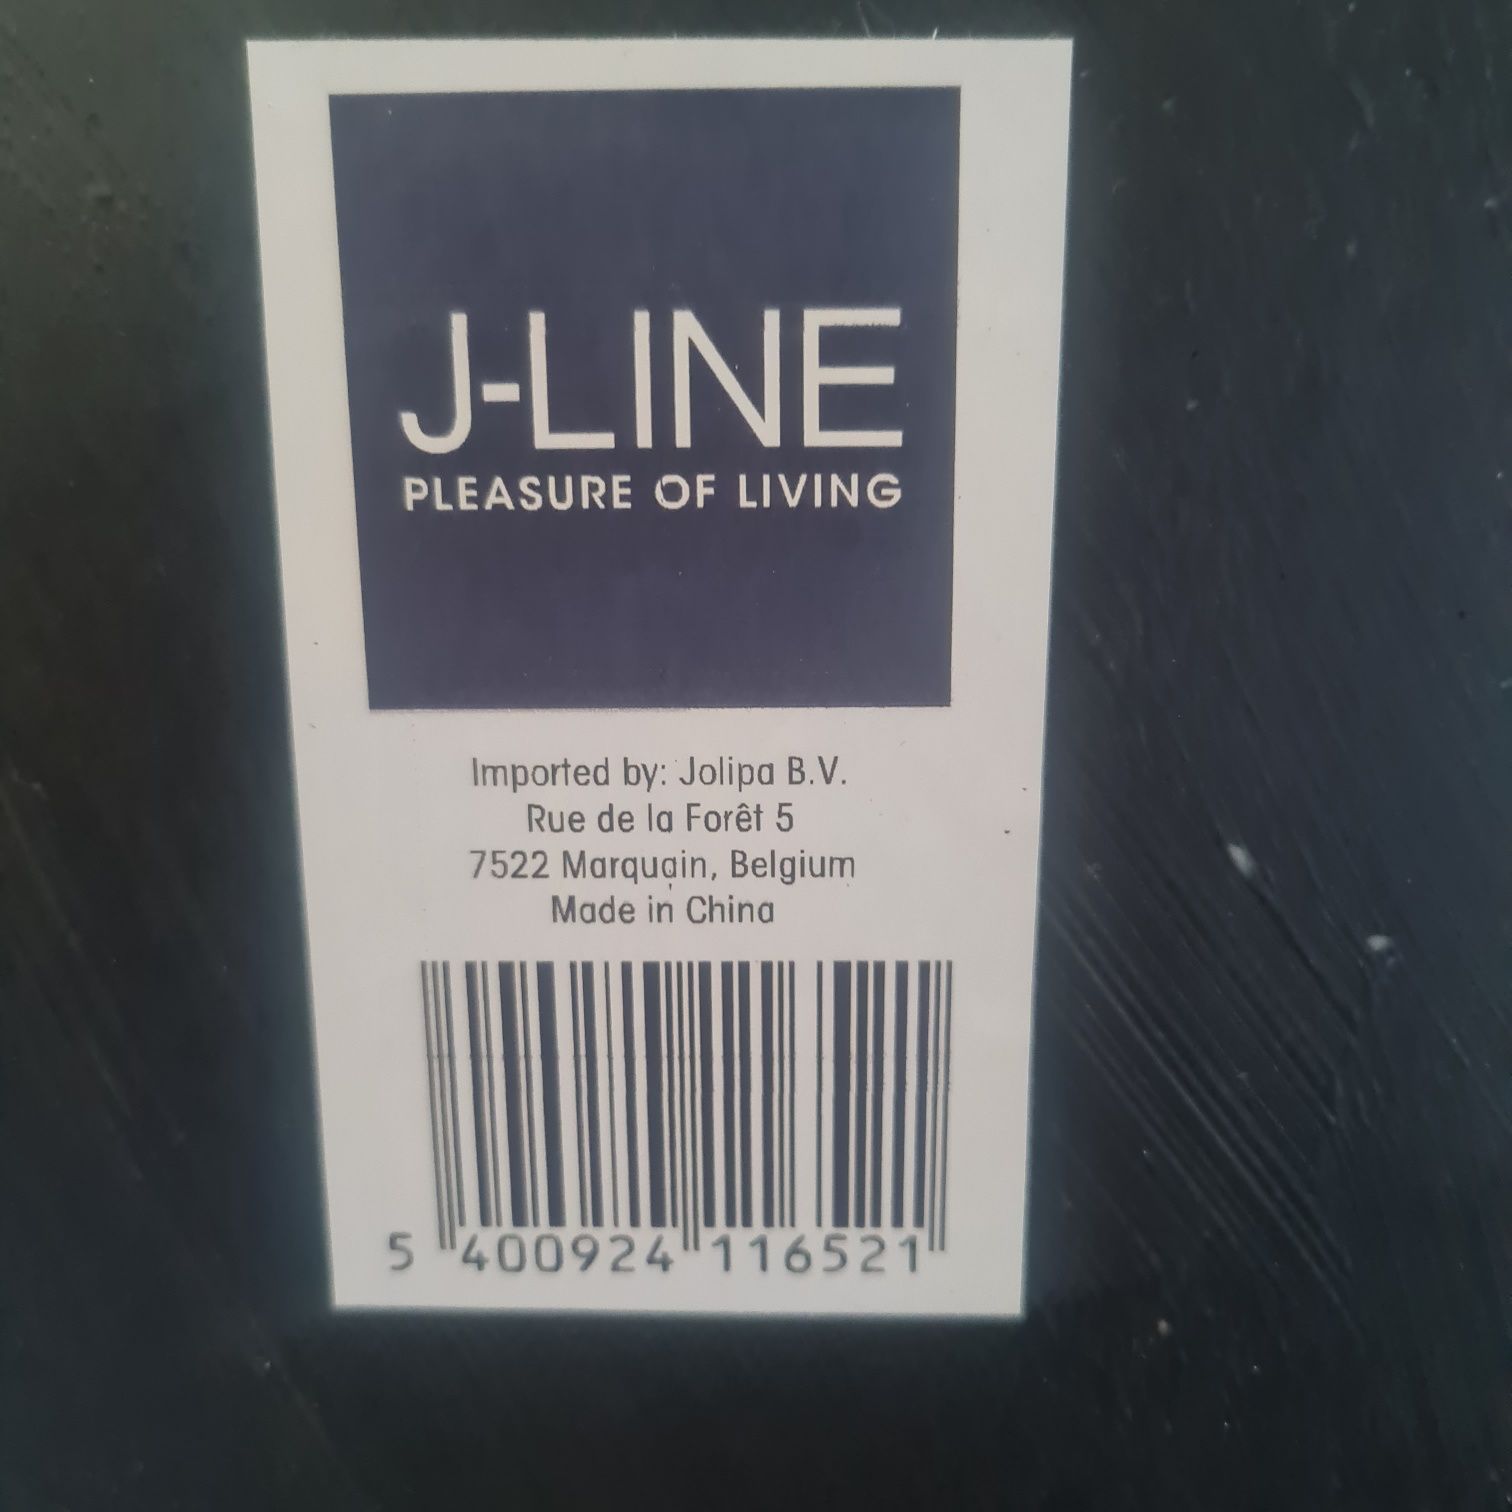 J-LINE
PLEASURE OF LIVING
Imported by: Jolipa B.V.
Rue de la Forêt 5
7522 Marquain, Belgium
Made in China
5 400924 116521